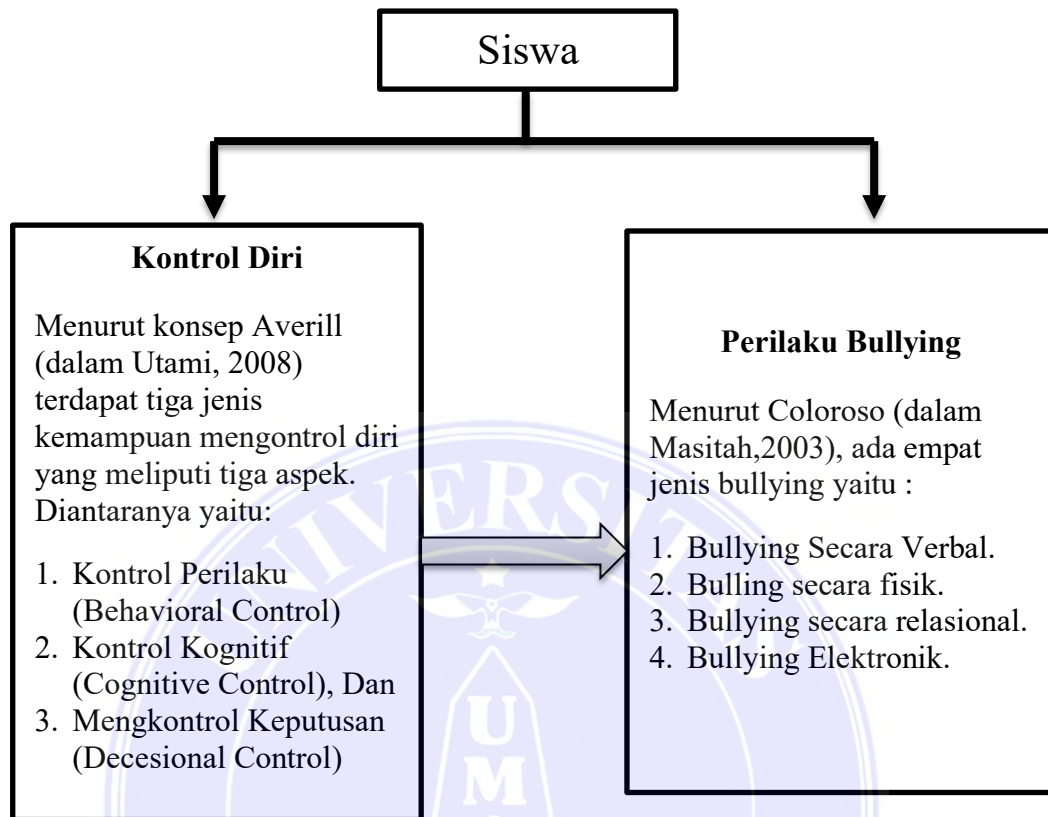 Siswa
Kontrol Diri
Menurut konsep Averill
(dalam Utami, 2008)
terdapat tiga jenis
kemampuan mengontrol diri
yang meliputi tiga aspek.
Diantaranya yaitu:
1. Kontrol Perilaku
(Behavioral Control)
2. Kontrol Kognitif
(Cognitive Control), Dan
3. Mengkontrol Keputusan
(Decesional Control)
Perilaku Bullying
Menurut Coloroso (dalam
Masitah,2003), ada empat
jenis bullying yaitu :
1. Bullying Secara Verbal.
2. Bulling secara fisik.
3. Bullying secara relasional.
4. Bullying Elektronik.
UNIVERSITA
U
M